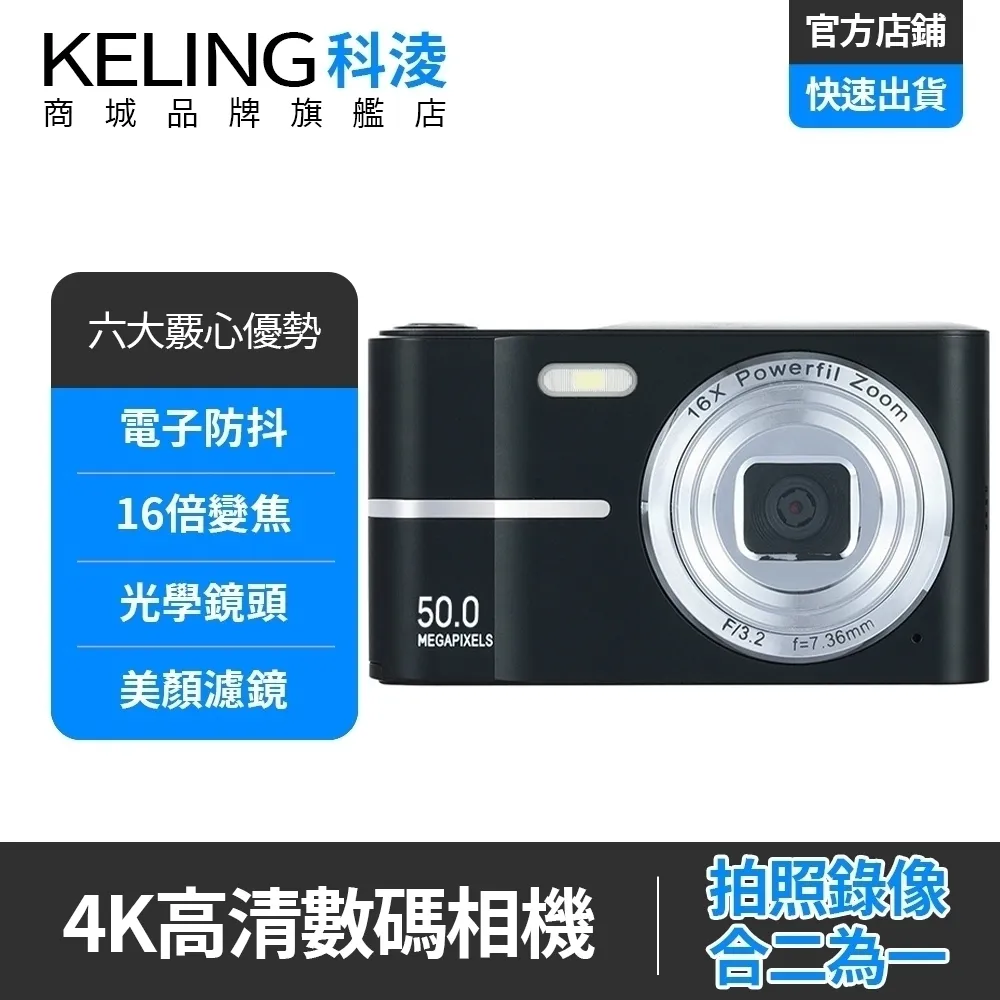 KELING科淩
商城品牌旗艦店
官方店鋪
快速出貨
六大覈心優勢
電子防抖
16倍變焦
光學鏡頭
美顏濾鏡
16X Powerfil Zoom
F/3.2 f=7.36mm
50.0
MEGAPIXELS
4K高清數碼相機
拍照錄像
合二為一